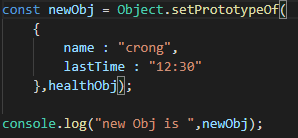 const newObj = Object.setPrototypeOf(
{
name : "crong",
lastTime : "12:30"
},healthObj);
console.log("new Obj is ",newObj);